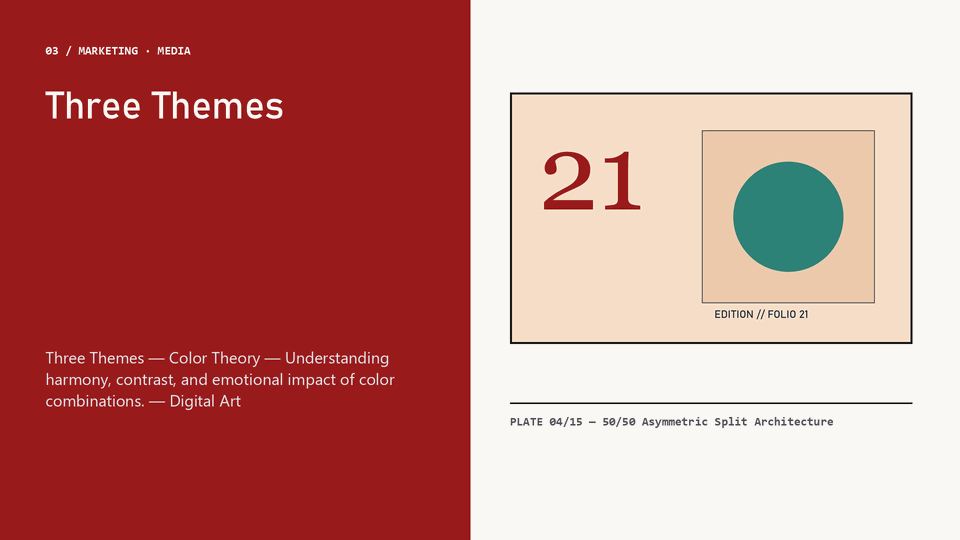 03 / MARKETING · MEDIA
Three Themes
Three Themes — Color Theory — Understanding
harmony, contrast, and emotional impact of color
combinations. — Digital Art
21
EDITION // FOLIO 21
PLATE 04/15 — 50/50 Asymmetric Split Architecture